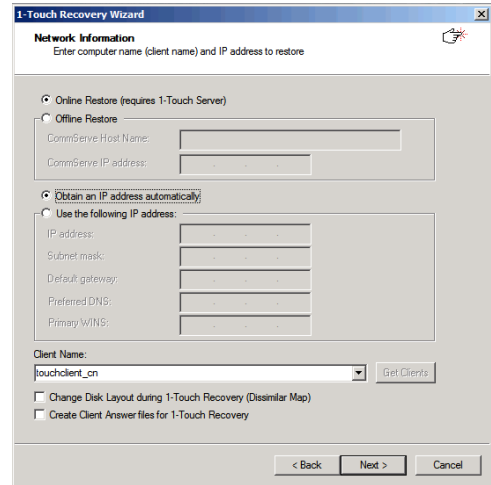 1-Touch Recovery Wizard
Network Information
Enter computer name (client name) and IP address to restore
Online Restore (requires 1-Touch Server)
Offline Restore
CommServe Host Name:
CommServe IP address:
Obtain an IP address automatically
Use the following IP address:
IP address:
Subnet mask:
Default gateway:
Preferred DNS:
Primary WINS:
Client Name:
touchclient_cn
Get Clients
Change Disk Layout during 1-Touch Recovery (Dissimilar Map)
Create Client Answer files for 1-Touch Recovery
< Back Next > Cancel